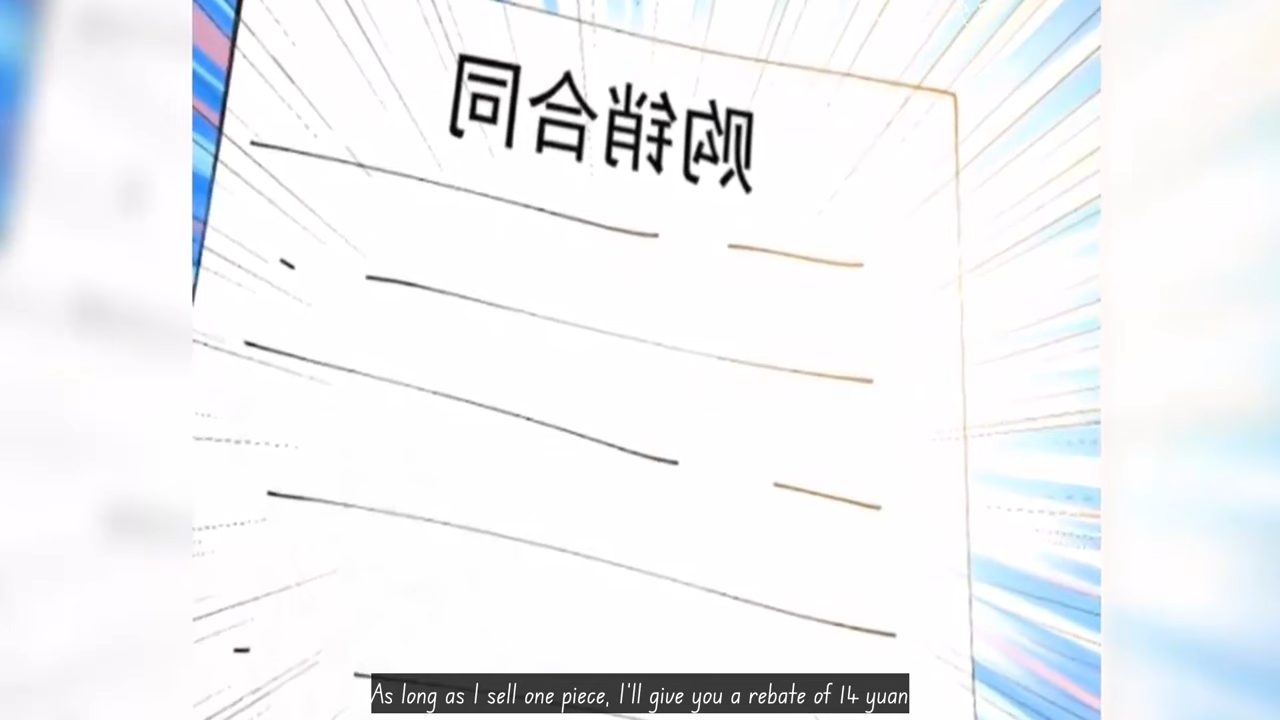 购销合同
As long as I sell one piece, I'll give you a rebate of 14 yuan